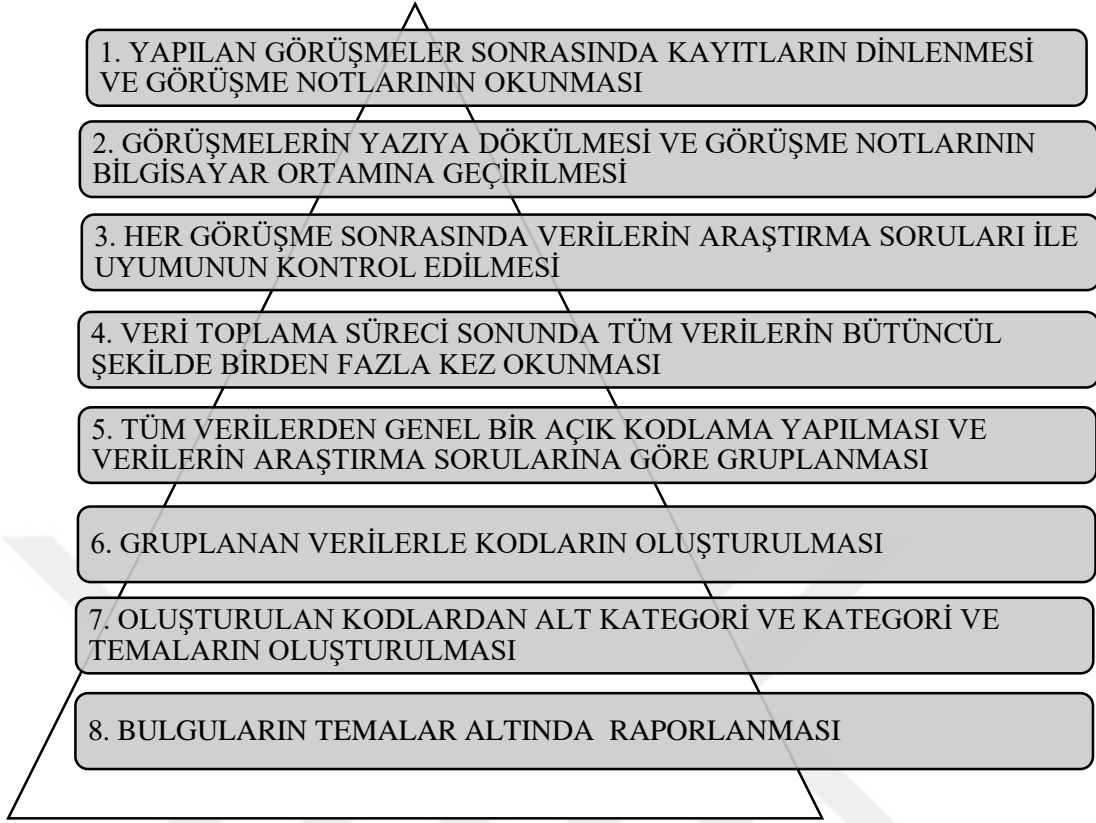 1. YAPILAN GÖRÜŞMELER SONRASINDA KAYITLARIN DİNLENMESİ
VE GÖRÜŞME NOTLARININ OKUNMASI
2. GÖRÜŞMELERİN YAZIYA DÖKÜLMESİ VE GÖRÜŞME NOTLARININ
BİLGİSAYAR ORTAMINA GEÇİRİLMESİ
3. HER GÖRÜŞME SONRASINDA VERİLERİN ARAŞTIRMA SORULARI İLE
UYUMUNUN KONTROL EDİLMESİ
4. VERİ TOPLAMA SÜRECİ SONUNDA TÜM VERİLERİN BÜTÜNCÜL
ŞEKİLDE BİRDEN FAZLA KEZ OKUNMASI
5. TÜM VERİLERDEN GENEL BİR AÇIK KODLAMA YAPILMASI VE
VERİLERİN ARAŞTIRMA SORULARINA GÖRE GRUPLANMASI
6. GRUPLANAN VERİLERLE KODLARIN OLUŞTURULMASI
7. OLUŞTURULAN KODLARDAN ALT KATEGORİ VE KATEGORİ VE
TEMALARIN OLUŞTURULMASI
8. BULGULARIN TEMALAR ALTINDA  RAPORLANMASI